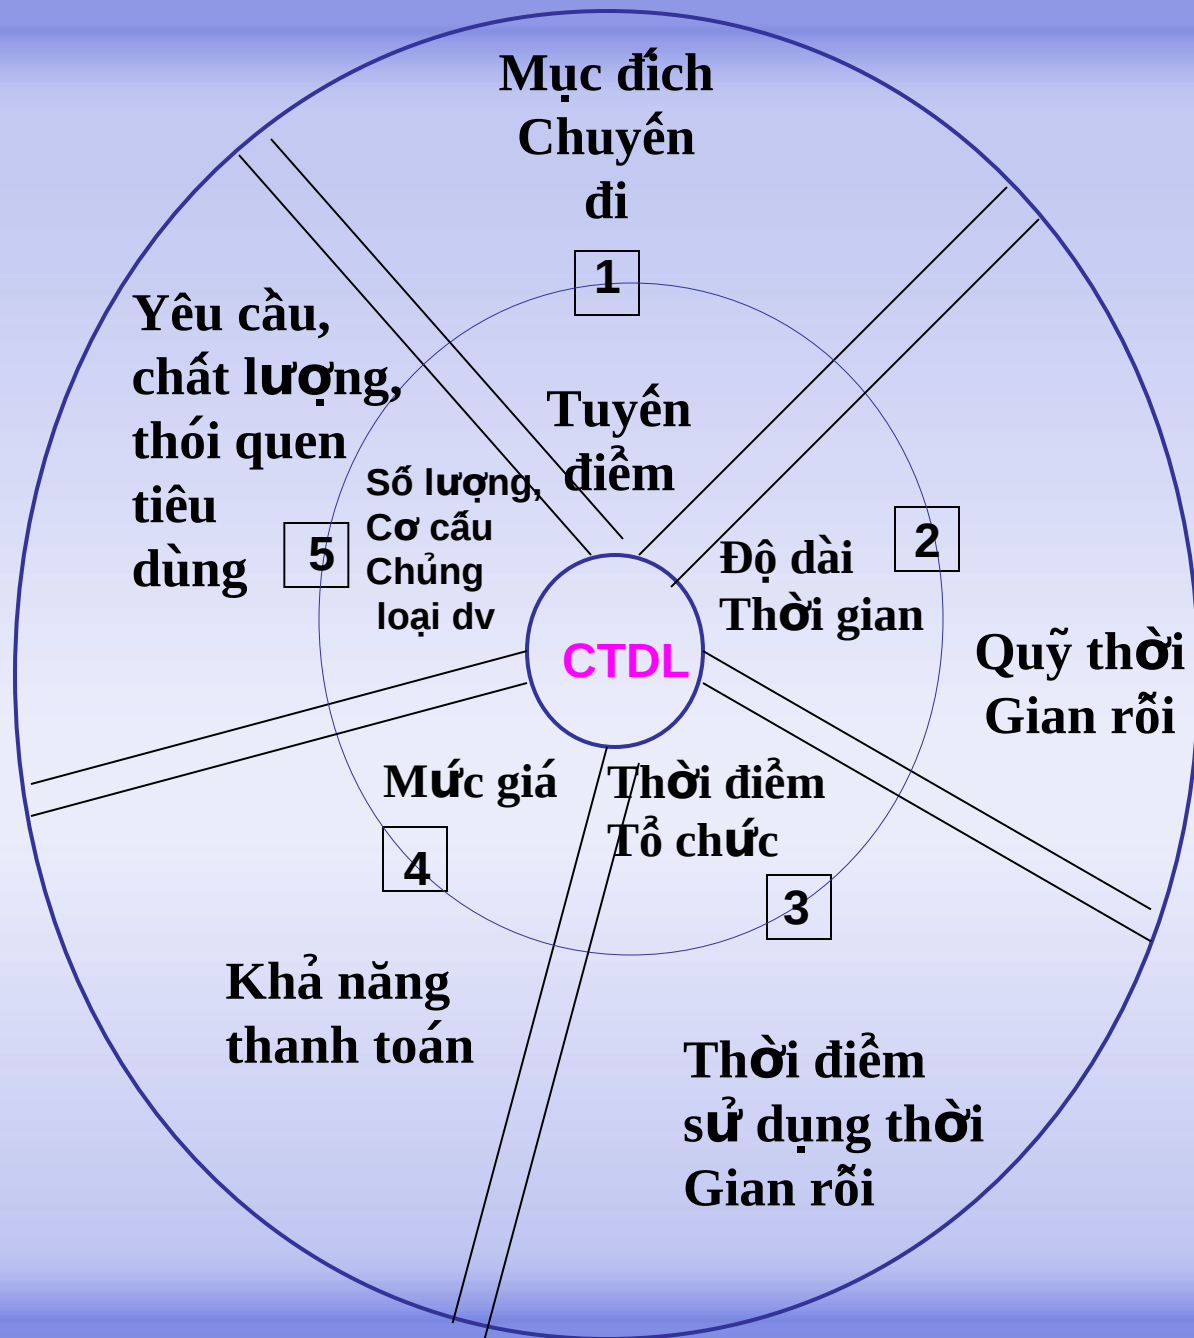 Mục đích
Chuyến
đi
1
Tuyến
điểm
Yêu cầu,
chất lượng,
thói quen
tiêu
dùng
5
Số lượng,
Cơ cấu
Chủng
loại dv
2
Độ dài
Thời gian
Quỹ thời
Gian rỗi
CTDL
Mức giá
4
Thời điểm
Tổ chức
3
Khả năng
thanh toán
Thời điểm
sử dụng thời
Gian rỗi